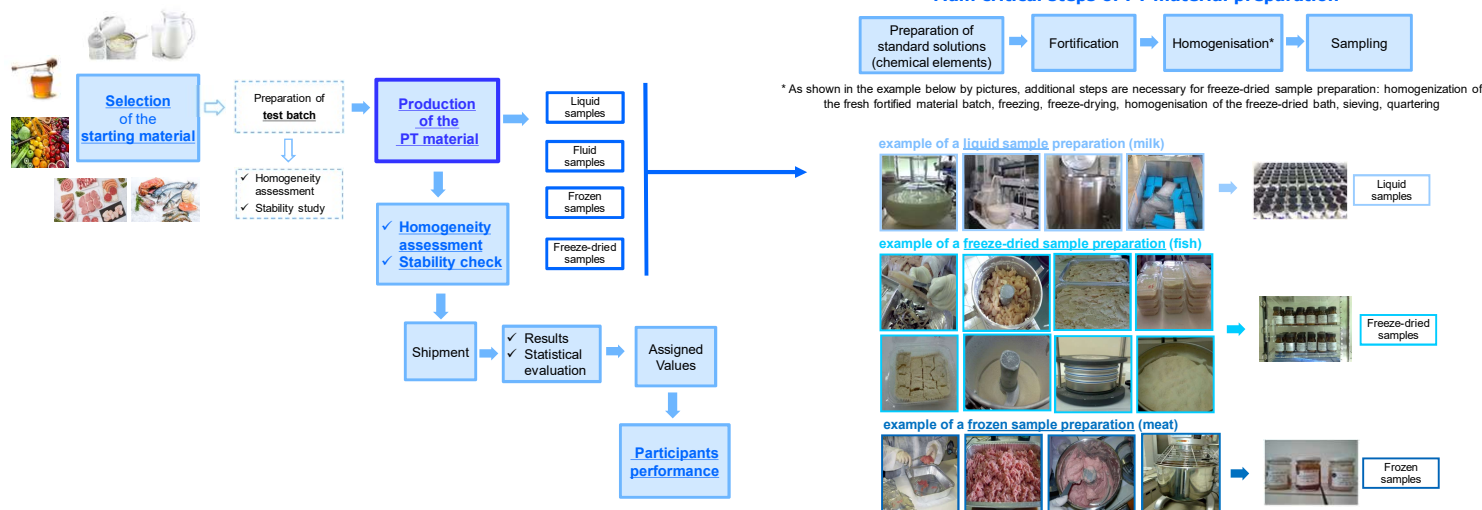 Selection
of the
starting material
Preparation of
test batch
✓ Homogeneity
assessment
✓ Stability study
Production
of the
PT material
✓ Homogeneity
assessment
✓ Stability check
Liquid
samples
Fluid
samples
Frozen
samples
Freeze-dried
samples
Shipment
✓ Results
✓ Statistical
evaluation
Assigned
Values
Participants
performance
Preparation of
standard solutions
(chemical elements)
Fortification
Homogenisation*
Sampling
* As shown in the example below by pictures, additional steps are necessary for freeze-dried sample preparation: homogenization of
the fresh fortified material batch, freezing, freeze-drying, homogenisation of the freeze-dried bath, sieving, quartering
example of a liquid sample preparation (milk)
Liquid
samples
example of a freeze-dried sample preparation (fish)
Freeze-dried
samples
example of a frozen sample preparation (meat)
Frozen
samples